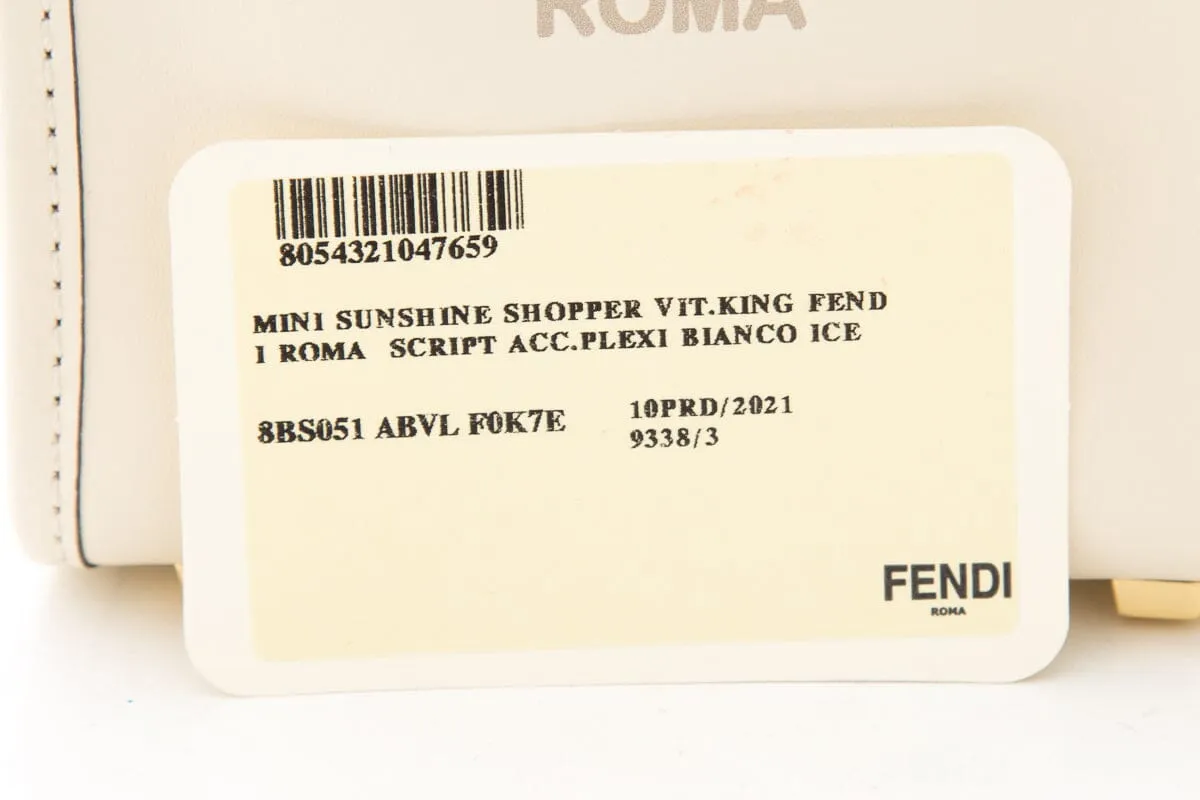 ROMA
8054321047659
MINI SUNSHINE SHOPPER VIT.KING FEND
I ROMA SCRIPT ACC.PLEXI BIANCO ICE
8BS051 ABVL F0K7E
10PRD/2021
9338/3
FENDI
ROMA